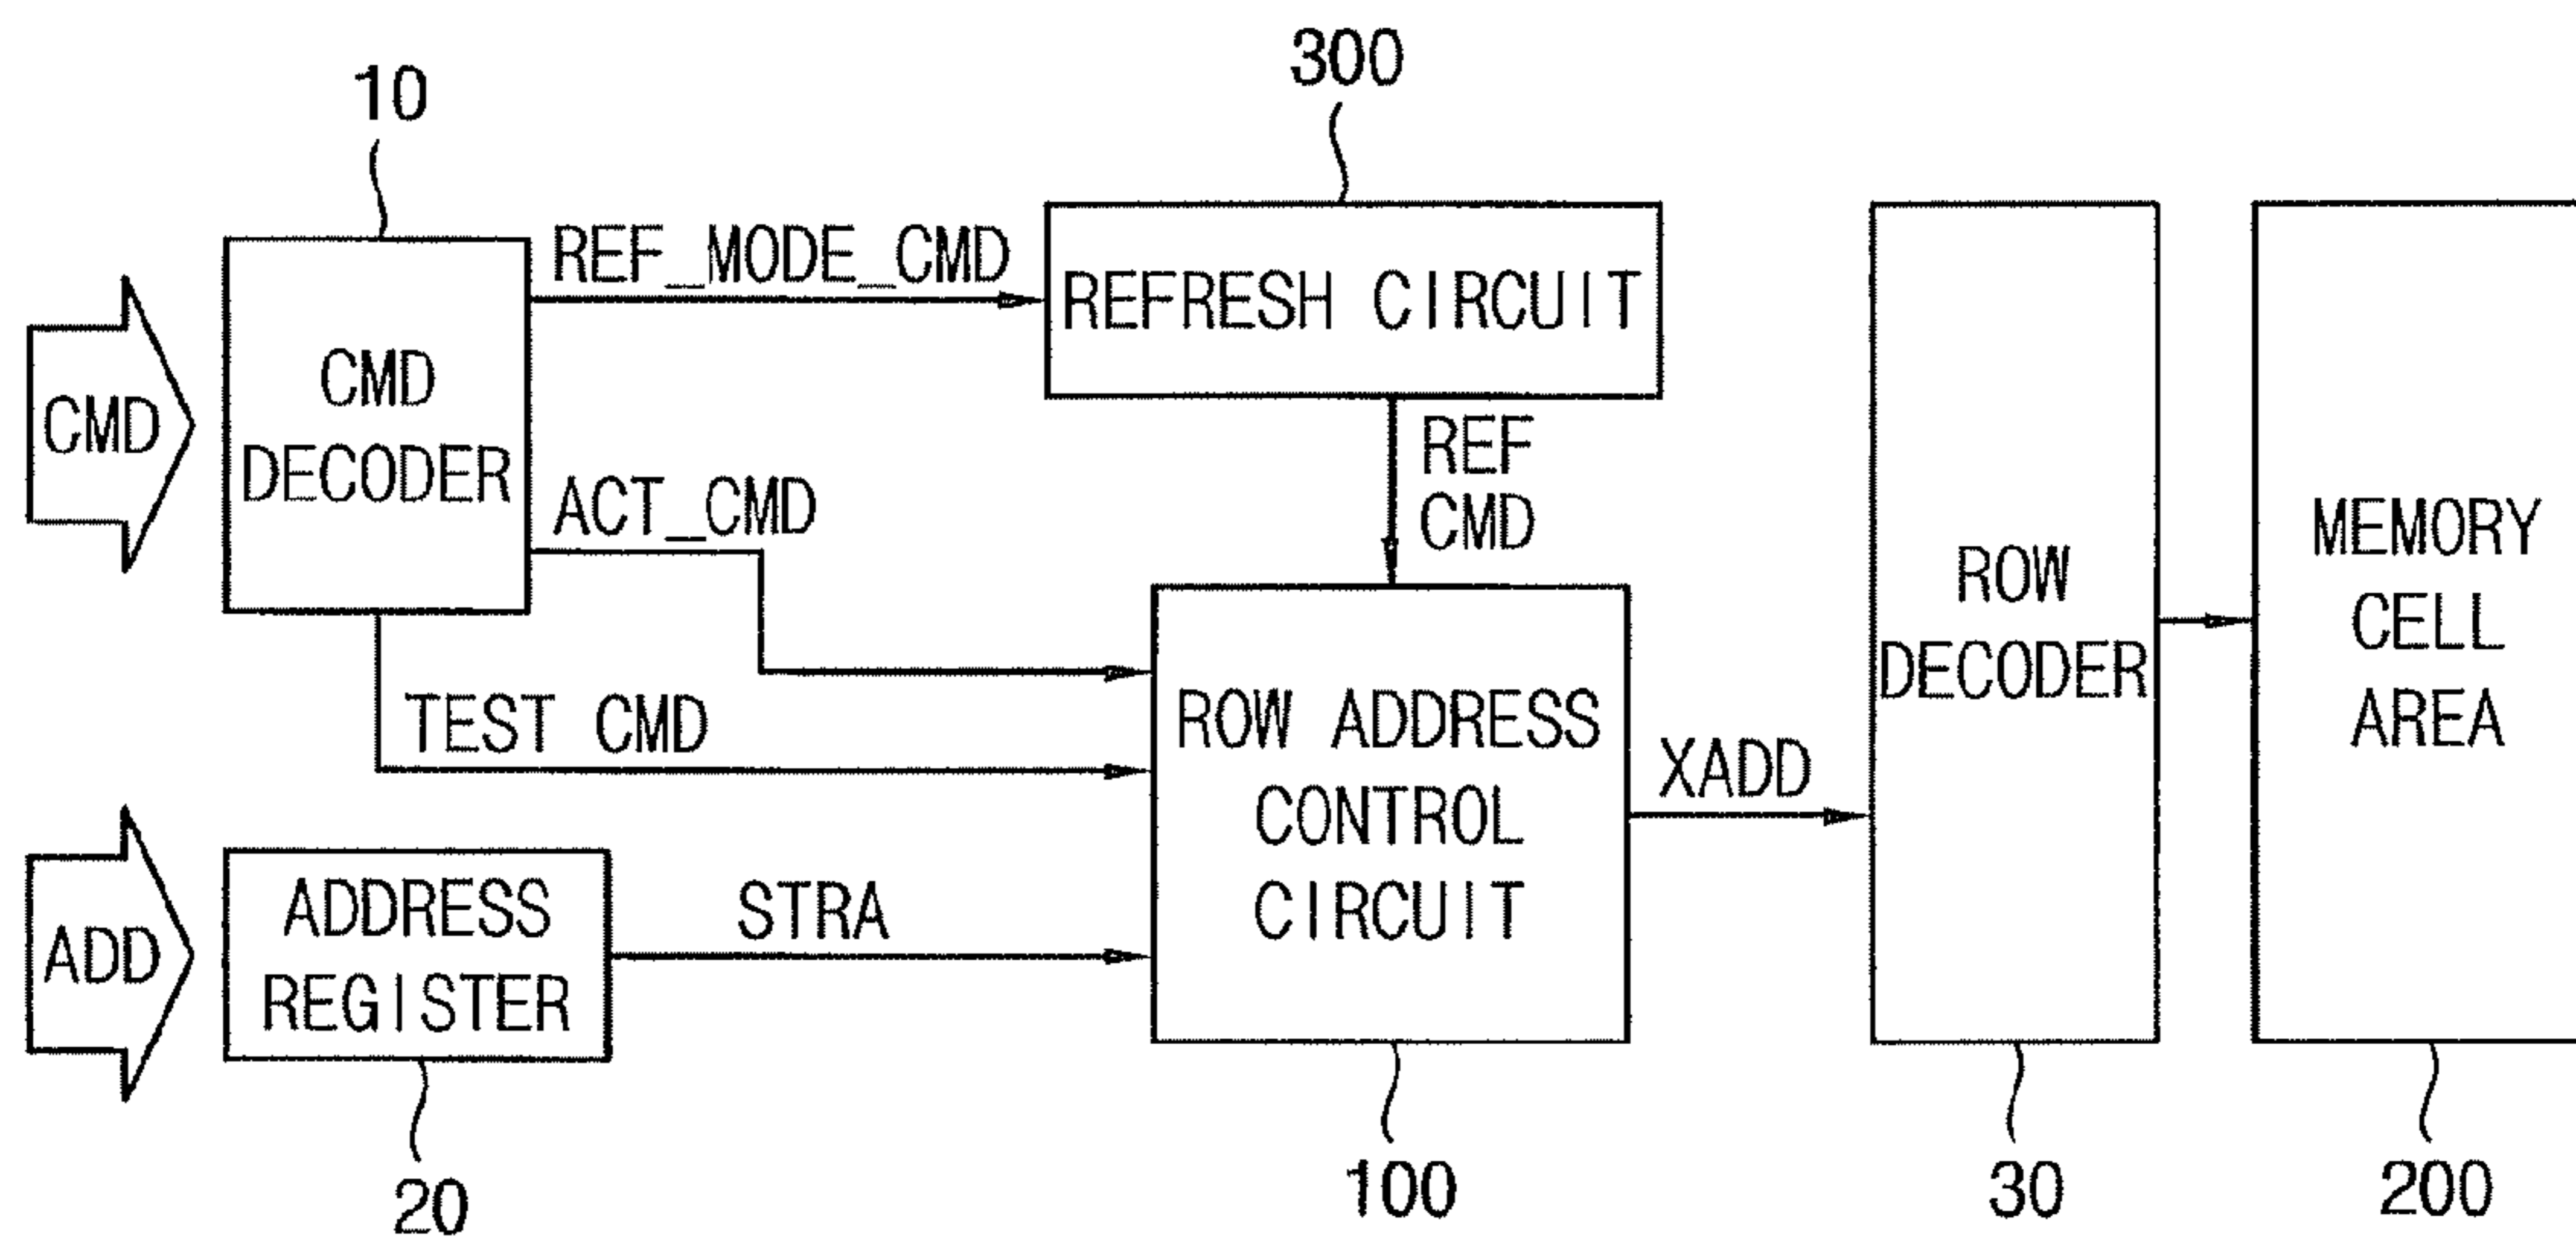 300
10
REF_MODE_CMD
REFRESH CIRCUIT
CMD
CMD
DECODER
REF
CMD
ACT_CMD
TEST CMD
ROW ADDRESS
CONTROL
CIRCUIT
XADD
ROW
DECODER
MEMORY
CELL
AREA
ADD
ADDRESS
REGISTER
STRA
20
100
30
200